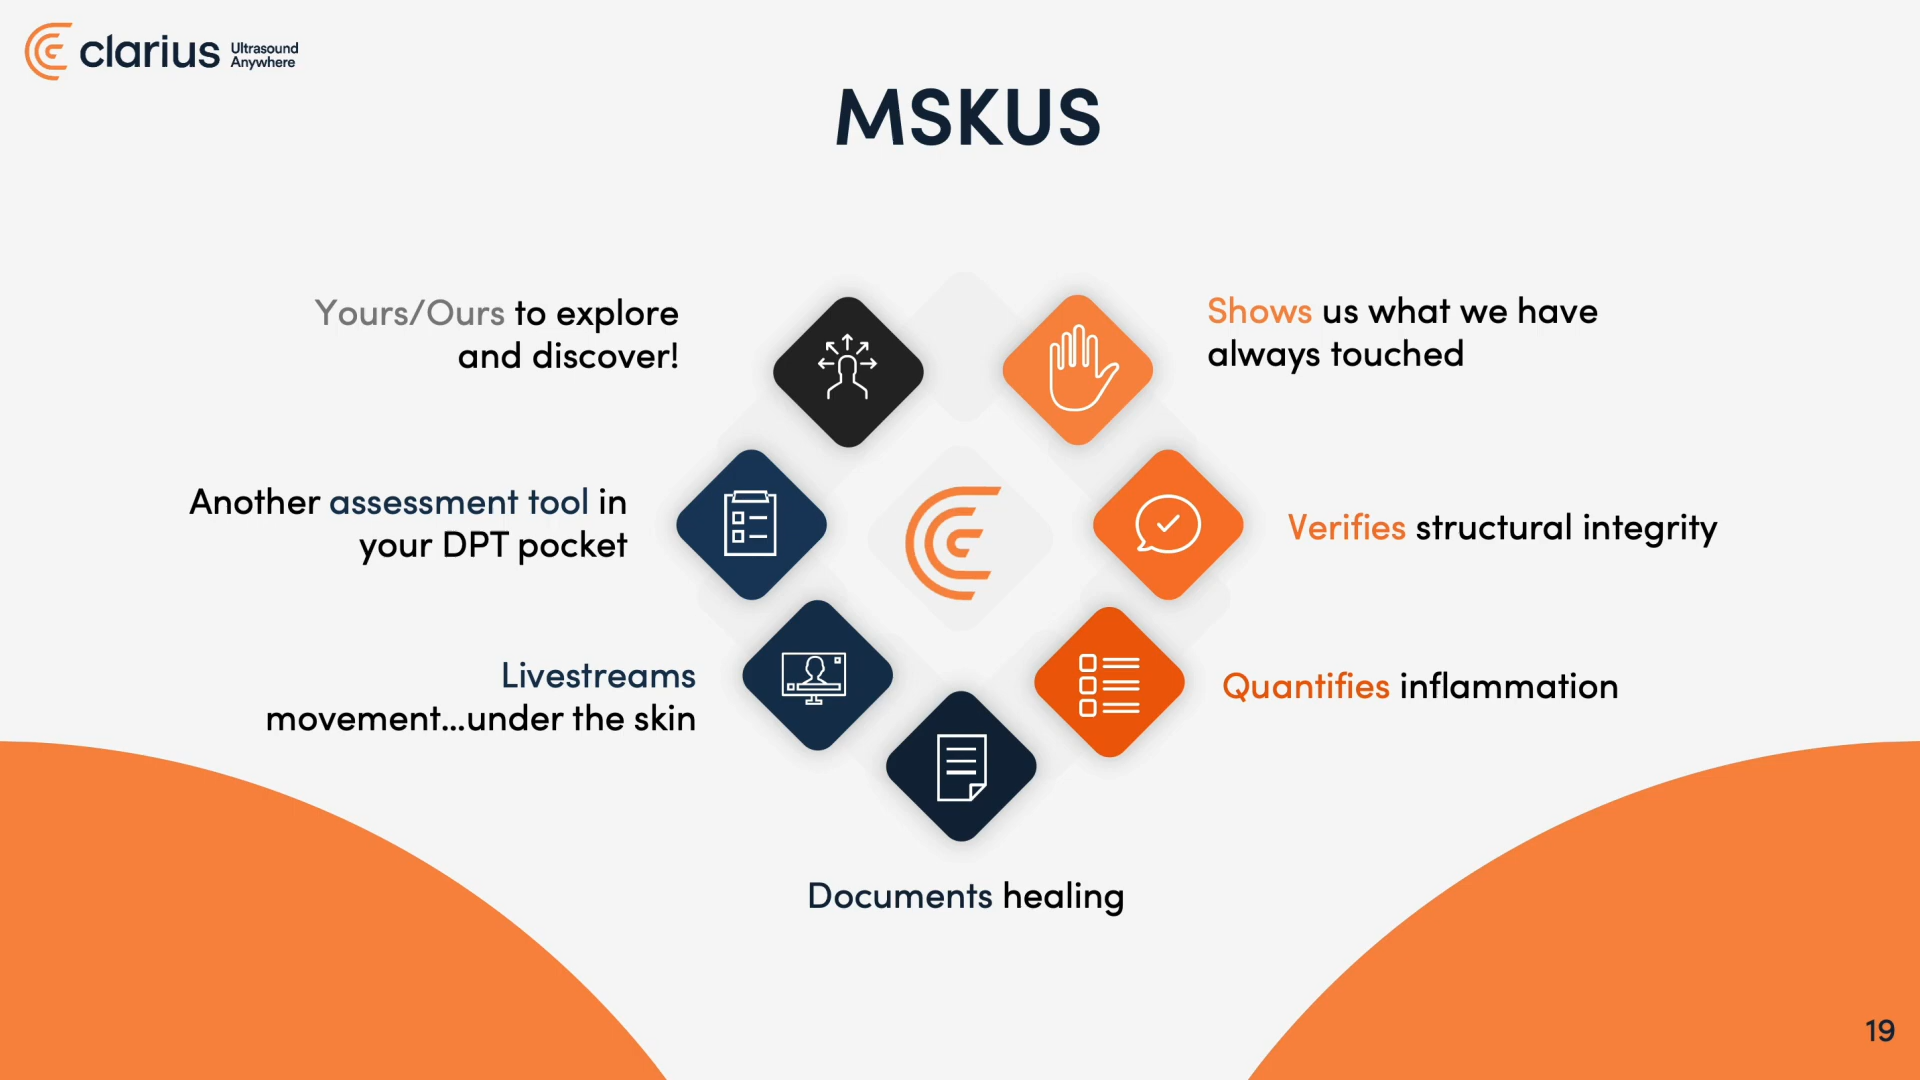 clarius Ultrasound
Anywhere
MSKUS
Yours/Ours to explore
and discover!
Shows us what we have
always touched
Another assessment tool in
your DPT pocket
Verifies structural integrity
Livestreams
movement...under the skin
Quantifies inflammation
Documents healing
19